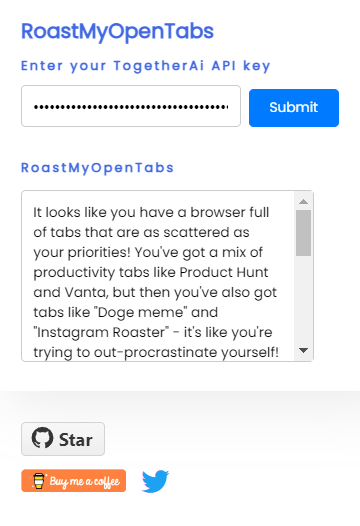 RoastMyOpenTabs
Enter your TogetherAi API key
••••••••••••••••••••••••••••••••••••••
Submit
RoastMyOpenTabs
It looks like you have a browser full
of tabs that are as scattered as
your priorities! You've got a mix of
productivity tabs like Product Hunt
and Vanta, but then you've also got
tabs like "Doge meme" and
"Instagram Roaster" - it's like you're
trying to out-procrastinate yourself!
Star
Buy me a coffee